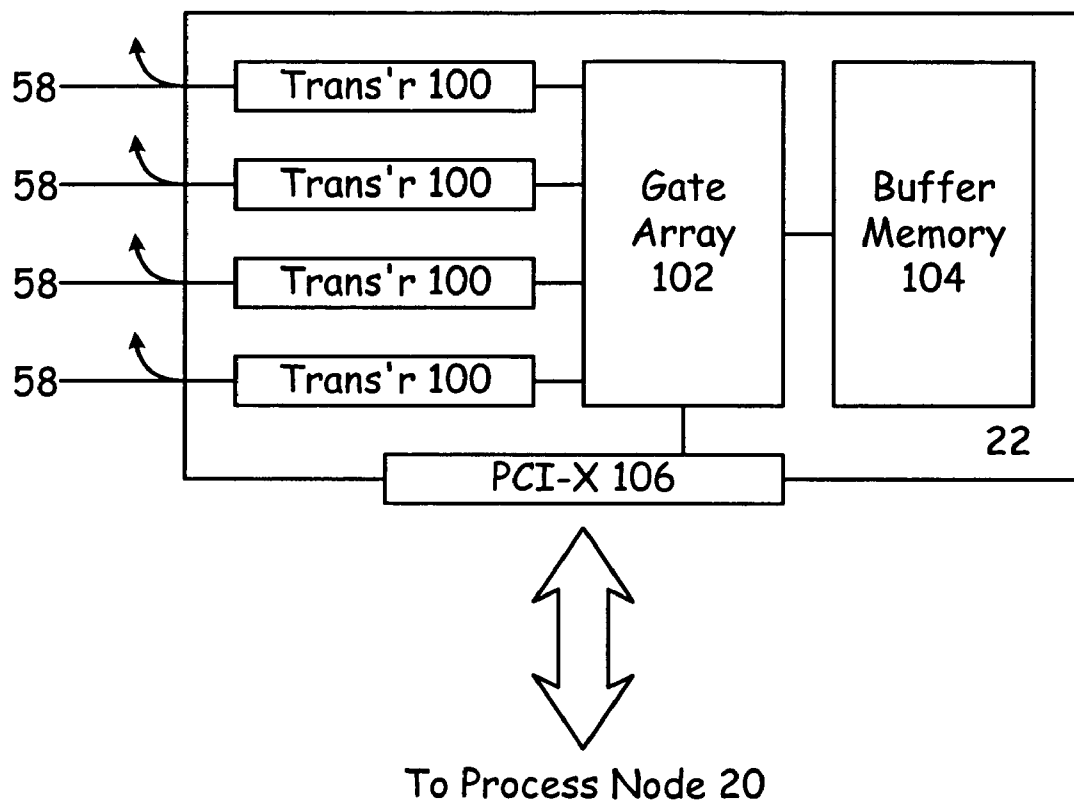 58
Trans'r 100
58
Trans'r 100
58
Trans'r 100
58
Trans'r 100
Gate
Array
102
Buffer
Memory
104
22
PCI-X 106
To Process Node 20